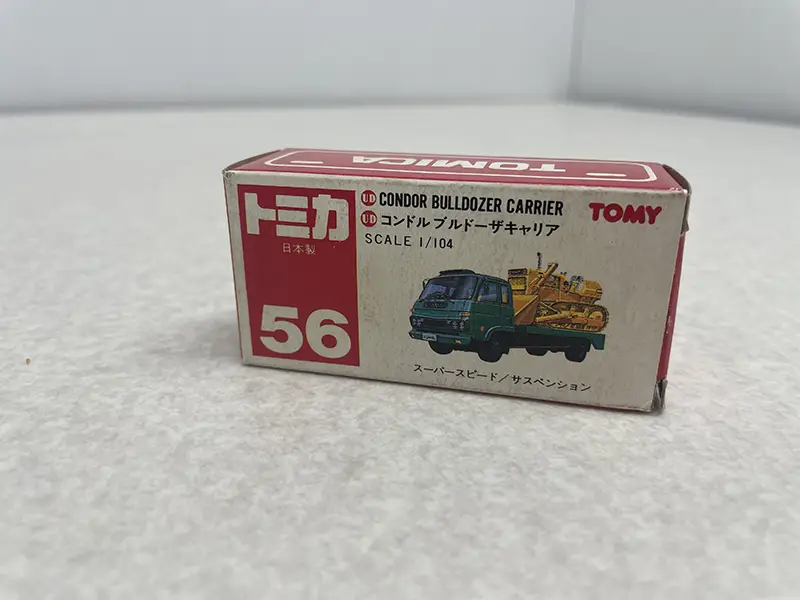 TOMICA
トミカ
日本製
56
UD CONDOR BULLDOZER CARRIER
UD コンドル ブルドーザキャリア
SCALE 1/104
TOMY
スーパースピード/サスペンション